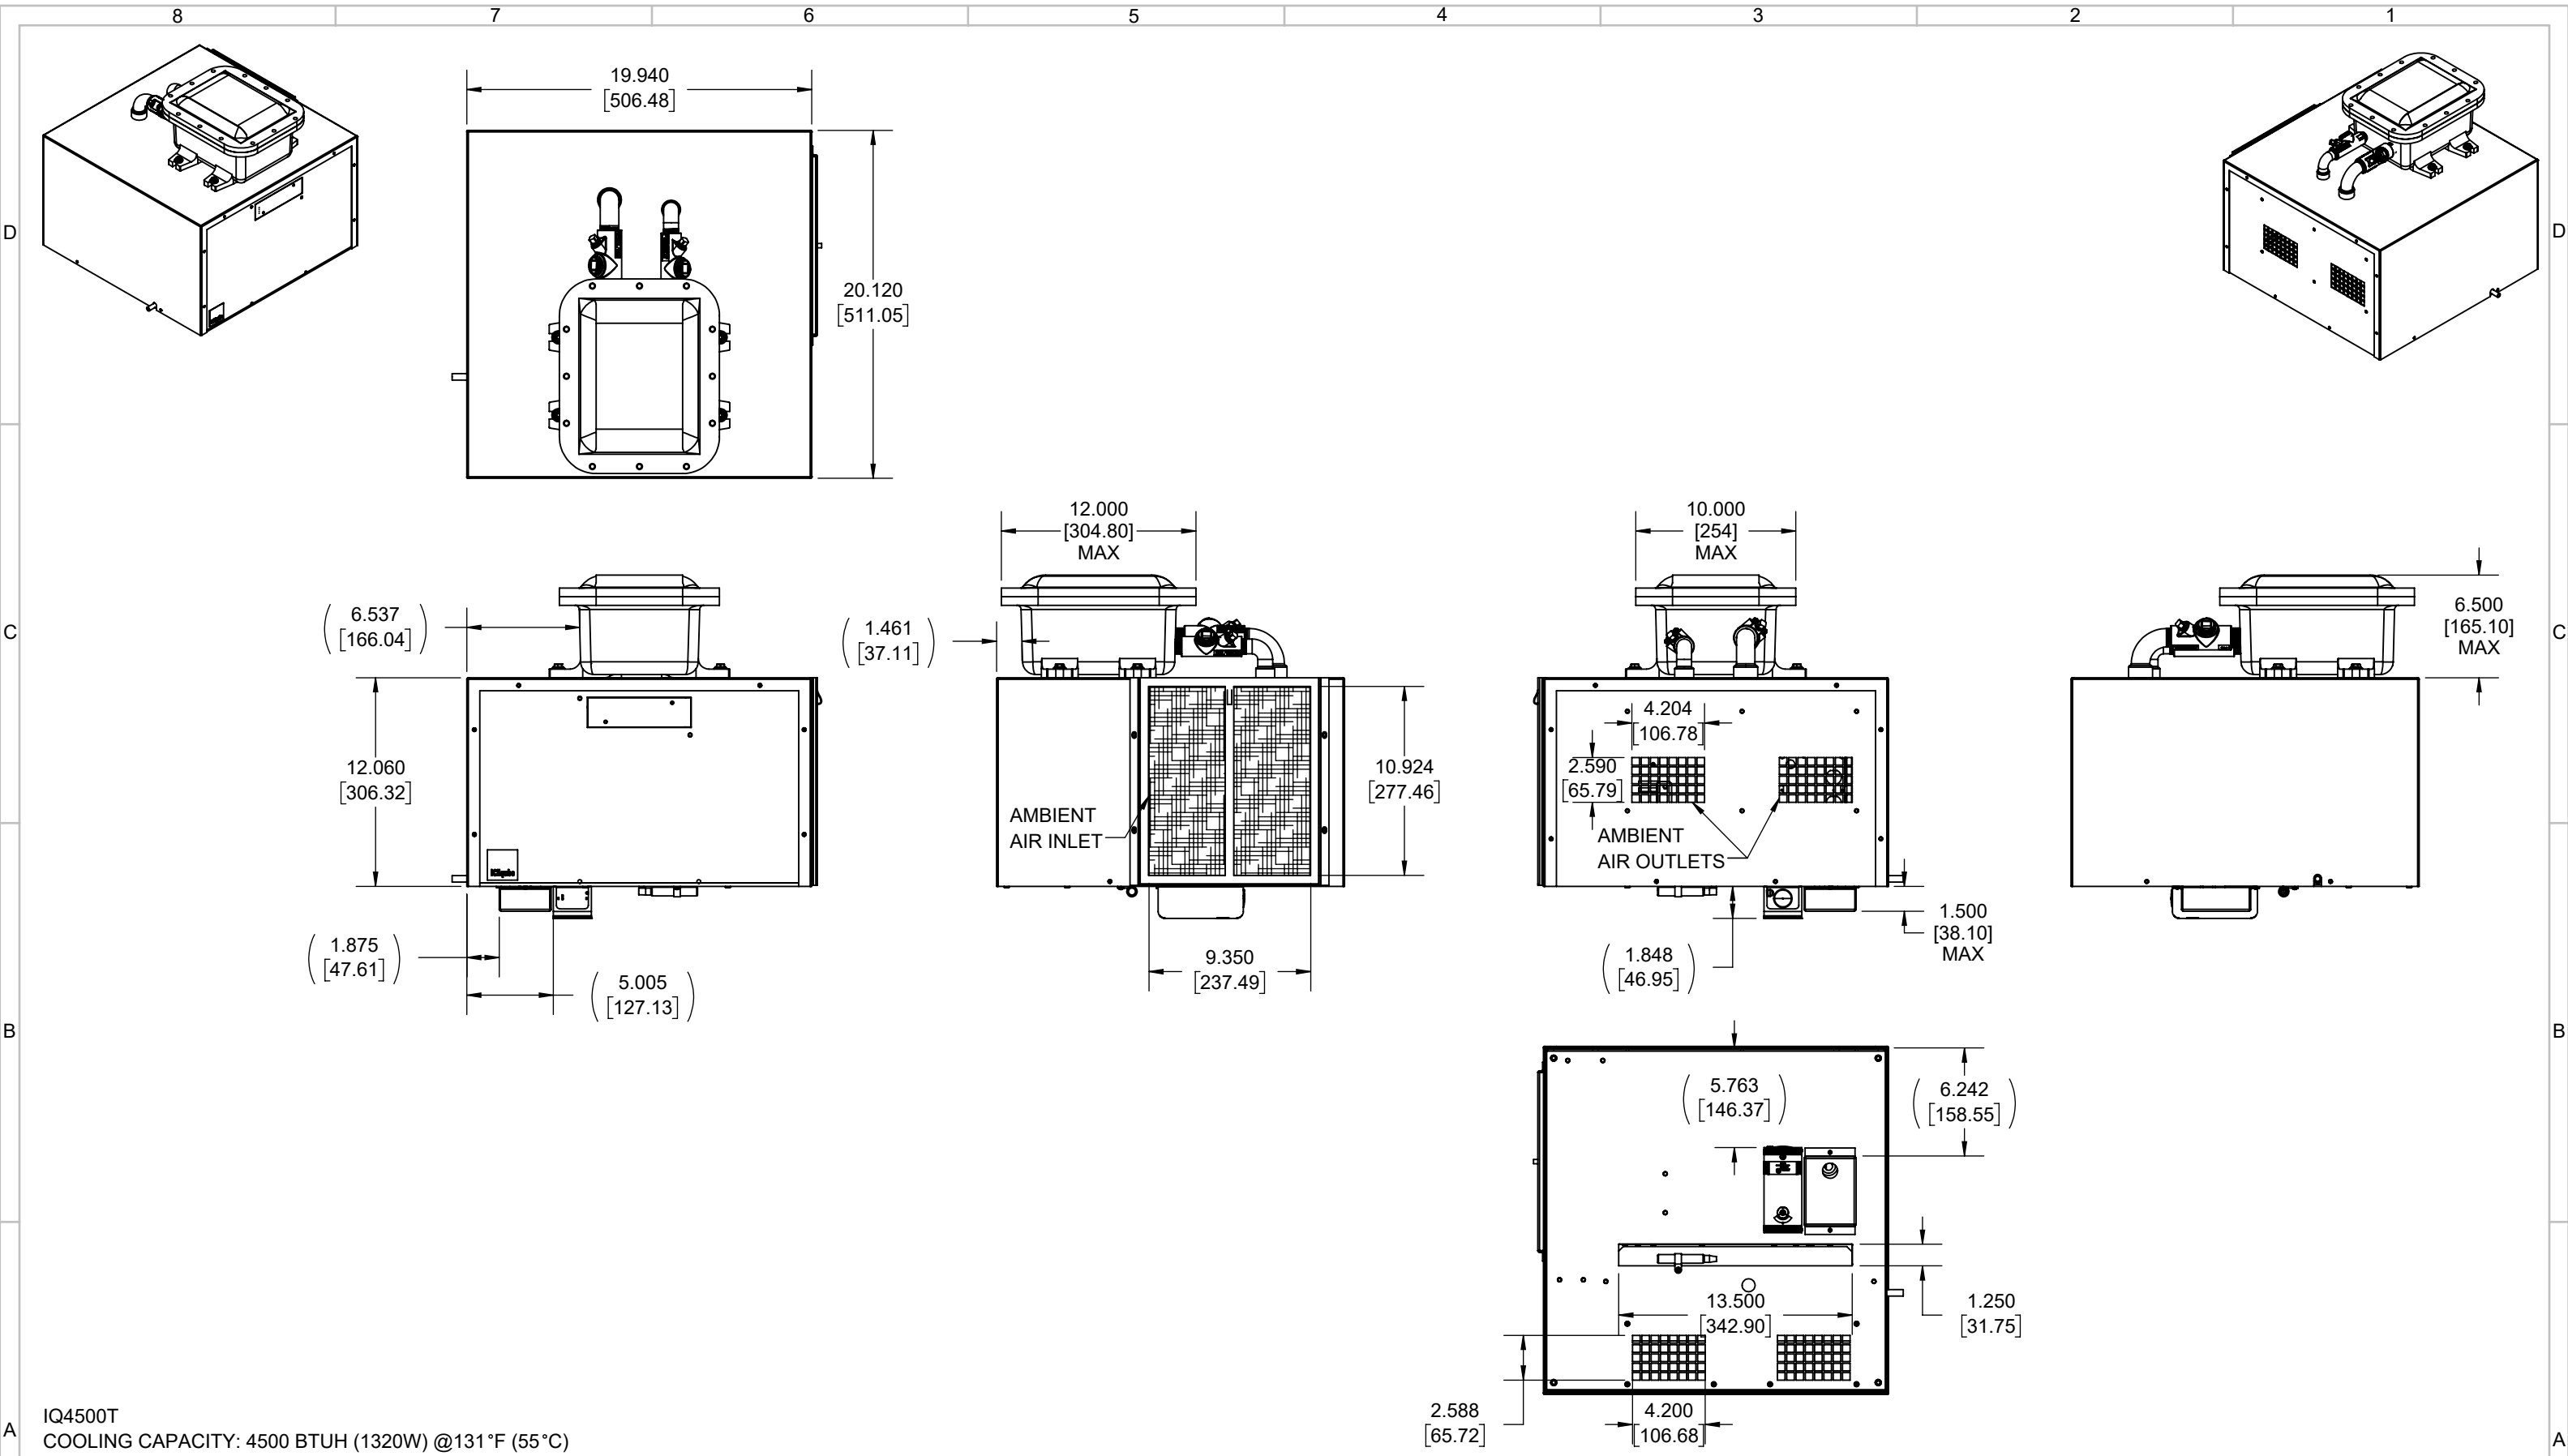 8 7 6 5 4 3 2 1
D
D
19.940
[506.48]
20.120
[511.05]
12.000
[304.80]
MAX
10.000
[254]
MAX
C
C
6.537
[166.04]
1.461
[37.11]
6.500
[165.10]
MAX
12.060
[306.32]
AMBIENT
AIR INLET
10.924
[277.46]
4.204
[106.78]
2.590
[65.79]
AMBIENT
AIR OUTLETS
1.875
[47.61]
5.005
[127.13]
9.350
[237.49]
1.848
[46.95]
1.500
[38.10]
MAX
B
B
5.763
[146.37]
6.242
[158.55]
13.500
[342.90]
1.250
[31.75]
2.588
[65.72]
4.200
[106.68]
A
A
IQ4500T
COOLING CAPACITY: 4500 BTUH (1320W) @131°F (55°C)